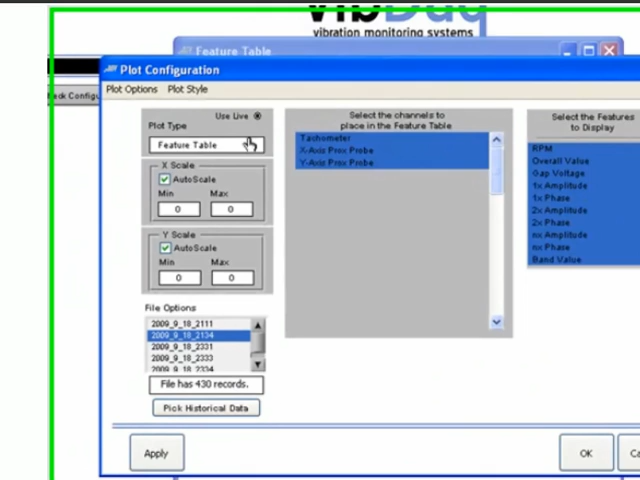 vibDaq
vibration monitoring systems
Feature Table
Plot Configuration
Plot Options Plot Style
Use Live
Plot Type
Feature Table
X Scale
AutoScale
Min Max
0 0
Y Scale
AutoScale
Min Max
0 0
File Options
2009_9_18_2111
2009_9_18_2134
2009_9_18_2331
2009_9_18_2333
2009_9_18_2334
File has 430 records.
Pick Historical Data
Select the channels to
place in the Feature Table
Tachometer
X-Axis Prox Probe
Y-Axis Prox Probe
Select the Features
to Display
RPM
Overall Value
Gap Voltage
1x Amplitude
1x Phase
2x Amplitude
2x Phase
nx Amplitude
nx Phase
Band Value
Apply
OK
Ca